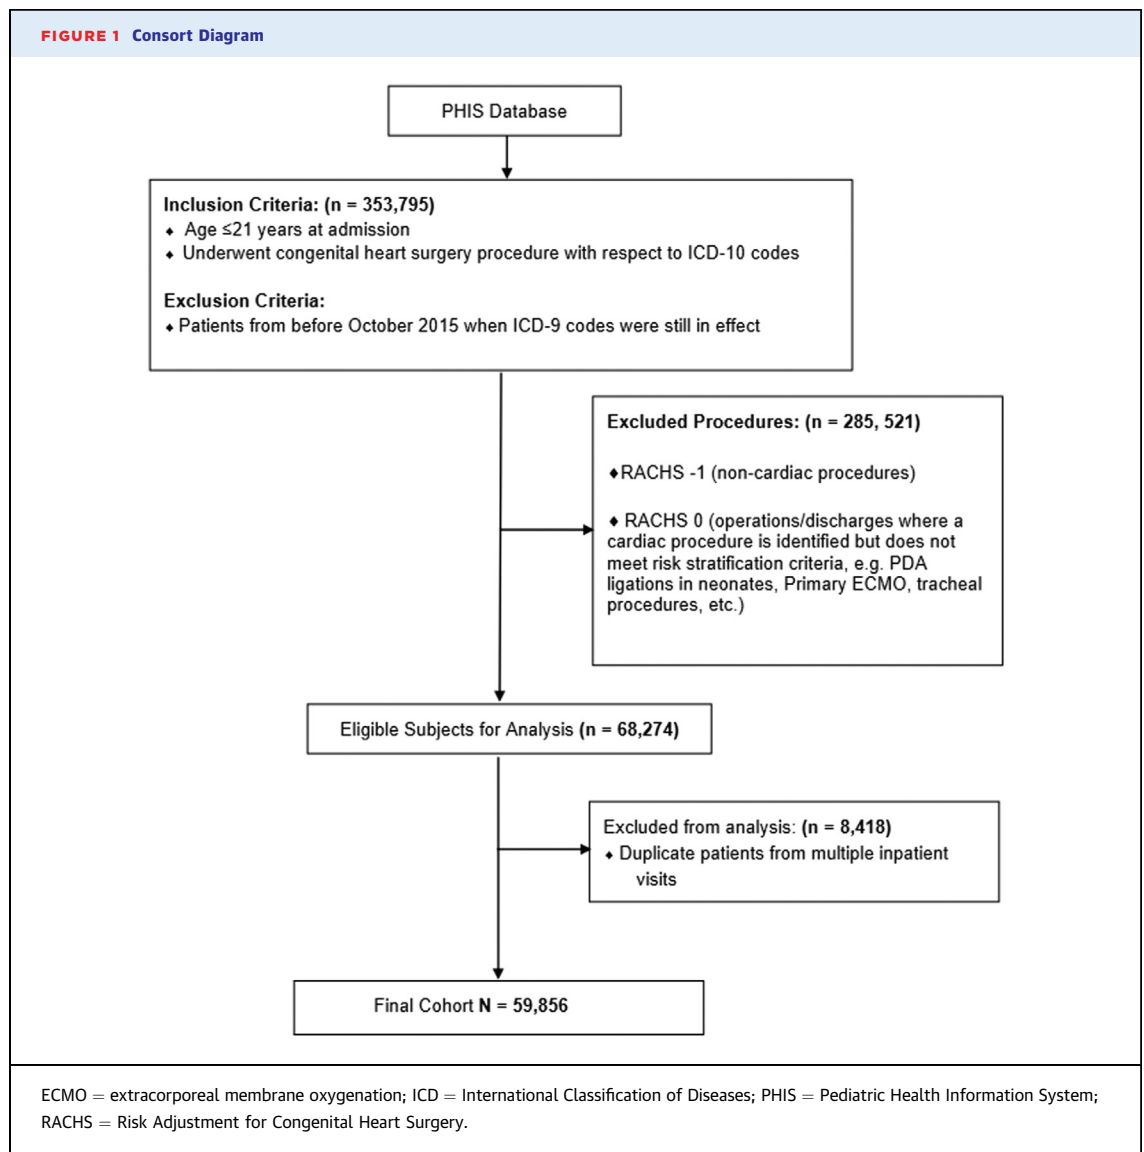 FIGURE 1 Consort Diagram
PHIS Database
Inclusion Criteria: (n = 353,795)
♦ Age ≤21 years at admission
♦ Underwent congenital heart surgery procedure with respect to ICD-10 codes
Exclusion Criteria:
♦ Patients from before October 2015 when ICD-9 codes were still in effect
Excluded Procedures: (n = 285, 521)
♦RACHS -1 (non-cardiac procedures)
♦ RACHS 0 (operations/discharges where a
cardiac procedure is identified but does not
meet risk stratification criteria, e.g. PDA
ligations in neonates, Primary ECMO, tracheal
procedures, etc.)
Eligible Subjects for Analysis (n = 68,274)
Excluded from analysis: (n = 8,418)
♦ Duplicate patients from multiple inpatient
visits
Final Cohort N = 59,856
ECMO = extracorporeal membrane oxygenation; ICD = International Classification of Diseases; PHIS = Pediatric Health Information System;
RACHS = Risk Adjustment for Congenital Heart Surgery.